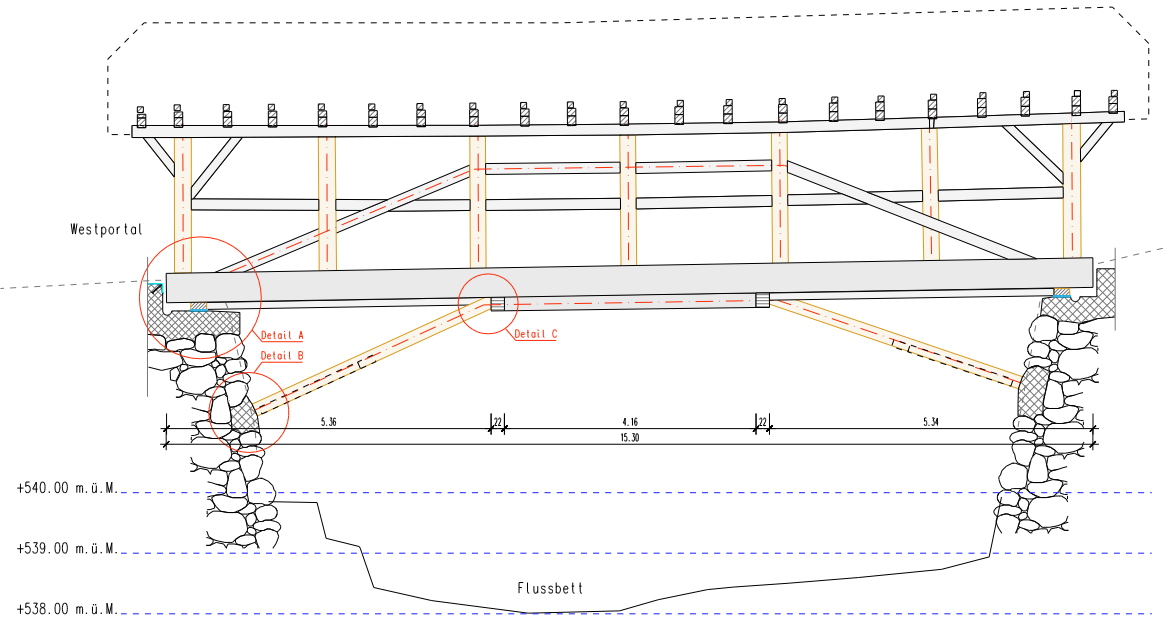 Westportal
Detail A
Detail B
Detail C
5.36 22 4.16 22 5.34
15.30
+540.00 m.ü.M.
+539.00 m.ü.M.
Flussbett
+538.00 m.ü.M.